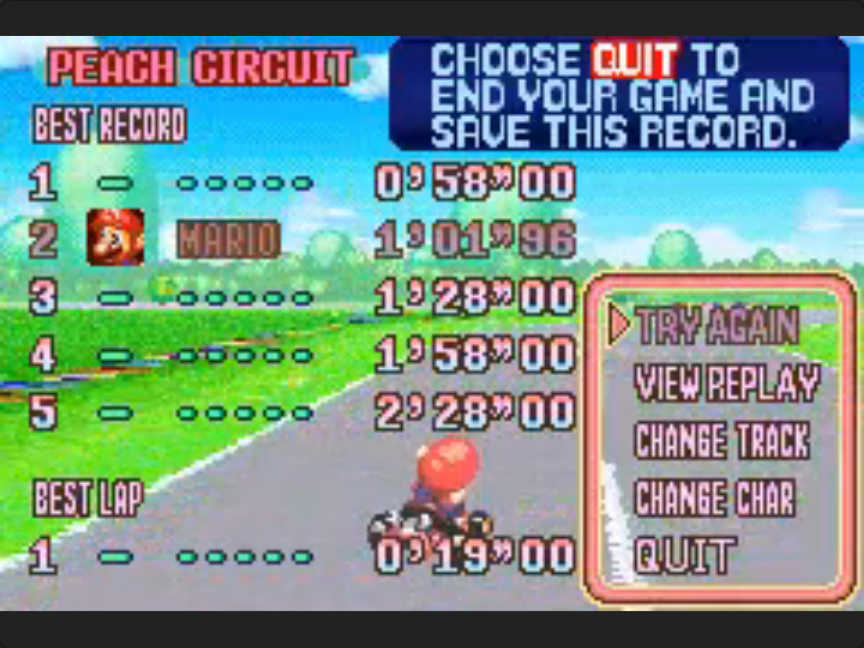 PEACH CIRCUIT
CHOOSE QUIT TO
END YOUR GAME AND
SAVE THIS RECORD.
BEST RECORD
1 - ----- 0'58"00
2 MARIO 1'01"96
3 - ----- 1'28"00
4 - ----- 1'58"00
5 - ----- 2'28"00
BEST LAP
1 - ----- 0'19"00
TRY AGAIN
VIEW REPLAY
CHANGE TRACK
CHANGE CHAR
QUIT